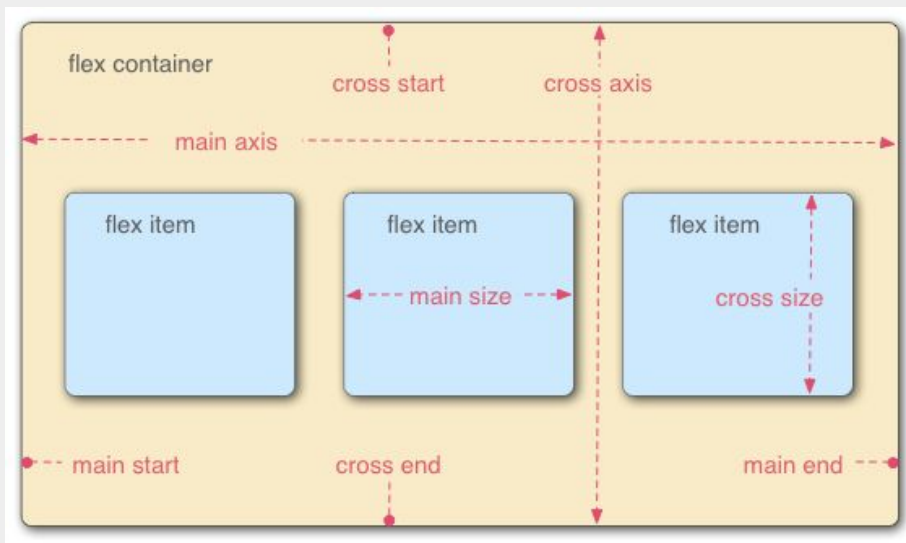 flex container
cross start
cross axis
main axis
flex item
flex item
flex item
main size
cross size
main start
cross end
main end